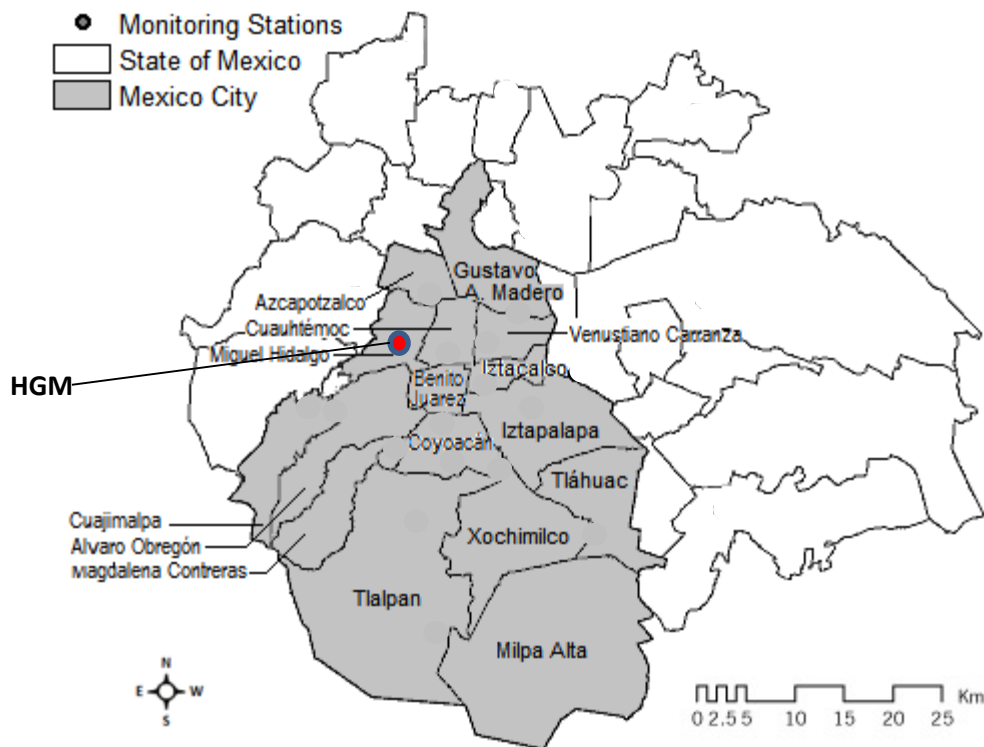 Monitoring Stations
State of Mexico
Mexico City
Gustavo
A. Madero
Azcapotzalco
Cuauhtémoc
Venustiano Carranza
Miguel Hidalgo
HGM
Iztacalco
Benito
Juarez
Iztapalapa
Coyoacán
Tláhuac
Cuajimalpa
Alvaro Obregón
Magdalena Contreras
Xochimilco
Tlalpan
Milpa Alta
N
E W
S
Km
0 2.5 5 10 15 20 25